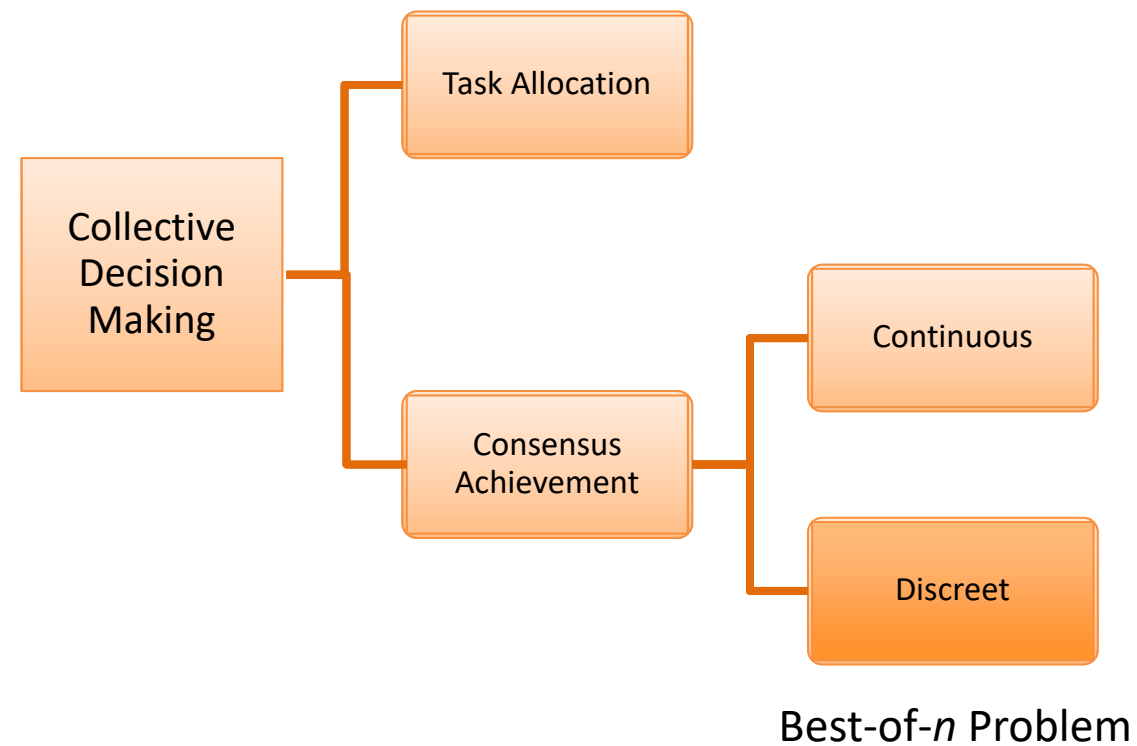 Task Allocation
Collective
Decision
Making
Continuous
Consensus
Achievement
Discreet
Best-of-n Problem